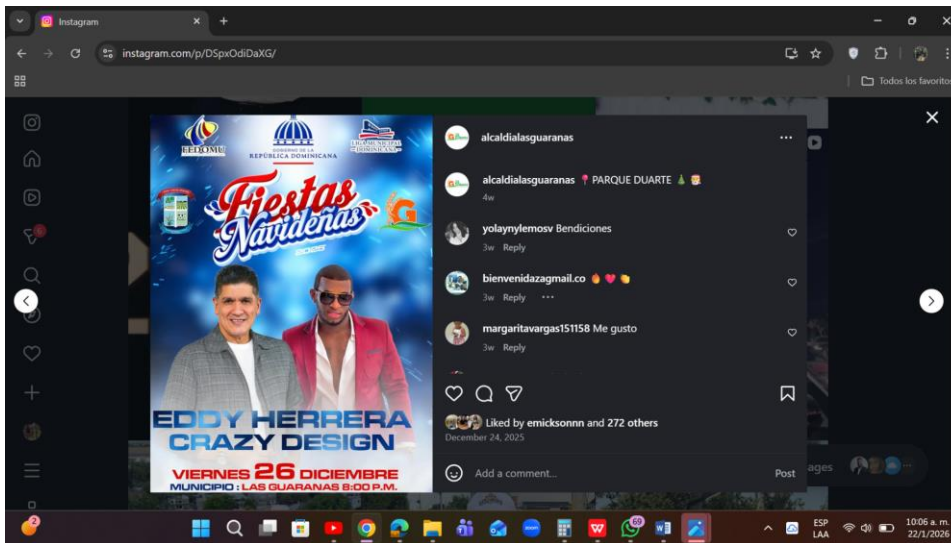 Instagram
instagram.com/p/DSpxOdiDaXG/
Todos los favoritos
FEDOMU
GOBIERNO DE LA
REPÚBLICA DOMINICANA
LIGA MUNICIPAL
DOMINICANA
Fiestas
Navideñas
2025
G
EDDY HERRERA
CRAZY DESIGN
VIERNES 26 DICIEMBRE
MUNICIPIO : LAS GUARANAS 8:00 P.M.
alcaldialasguaranas
alcaldialasguaranas 📍 PARQUE DUARTE 🎄 🎅
4w
yolaynylemosv Bendiciones
3w Reply
bienvenidazagmail.co 🔥 💖 👏
3w Reply
margaritavargas151158 Me gusto
3w Reply
Liked by emicksonnn and 272 others
December 24, 2025
Add a comment...
Post
ages
2
69
ESP
LAA
10:06 a. m.
22/1/2026